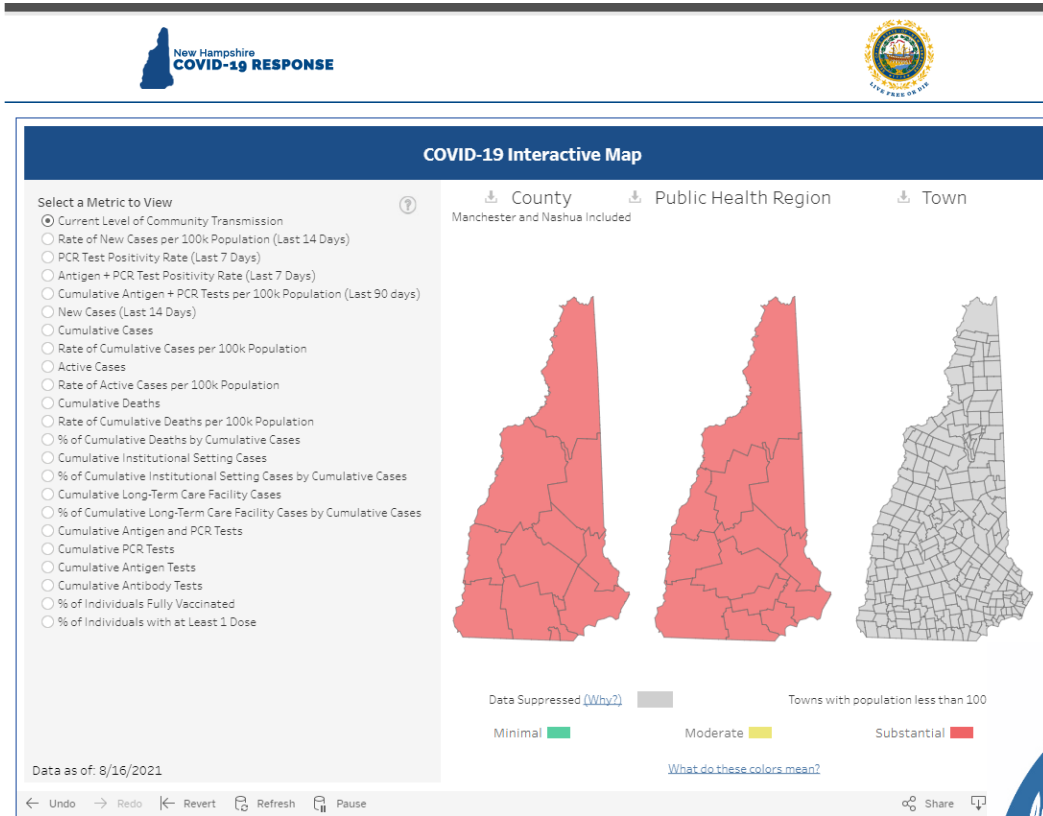 New Hampshire
COVID-19 RESPONSE
LIVE FREE OR DIE
COVID-19 Interactive Map
Select a Metric to View
?
Current Level of Community Transmission
Rate of New Cases per 100k Population (Last 14 Days)
PCR Test Positivity Rate (Last 7 Days)
Antigen + PCR Test Positivity Rate (Last 7 Days)
Cumulative Antigen + PCR Tests per 100k Population (Last 90 days)
New Cases (Last 14 Days)
Cumulative Cases
Rate of Cumulative Cases per 100k Population
Active Cases
Rate of Active Cases per 100k Population
Cumulative Deaths
Rate of Cumulative Deaths per 100k Population
% of Cumulative Deaths by Cumulative Cases
Cumulative Institutional Setting Cases
% of Cumulative Institutional Setting Cases by Cumulative Cases
Cumulative Long-Term Care Facility Cases
% of Cumulative Long-Term Care Facility Cases by Cumulative Cases
Cumulative Antigen and PCR Tests
Cumulative PCR Tests
Cumulative Antigen Tests
Cumulative Antibody Tests
% of Individuals Fully Vaccinated
% of Individuals with at Least 1 Dose
Data as of: 8/16/2021
County Public Health Region Town
Manchester and Nashua Included
Data Suppressed (Why?) Towns with population less than 100
Minimal Moderate Substantial
What do these colors mean?
Undo Redo Revert Refresh Pause Share